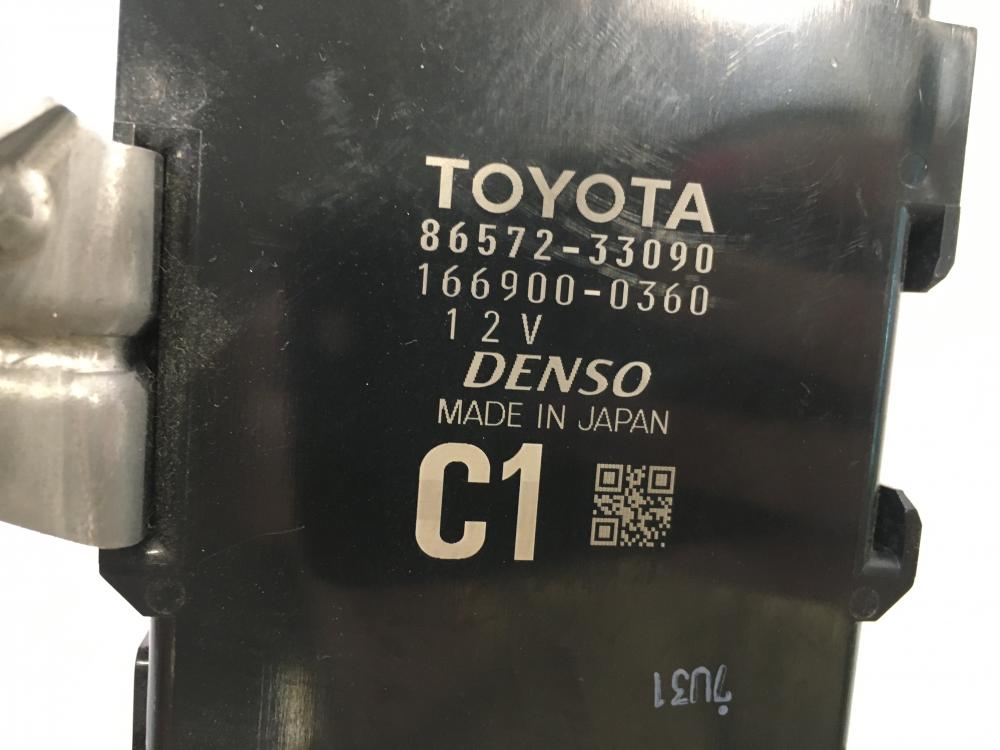 TOYOTA
86572-33090
166900-0360
12V
DENSO
MADE IN JAPAN
C1